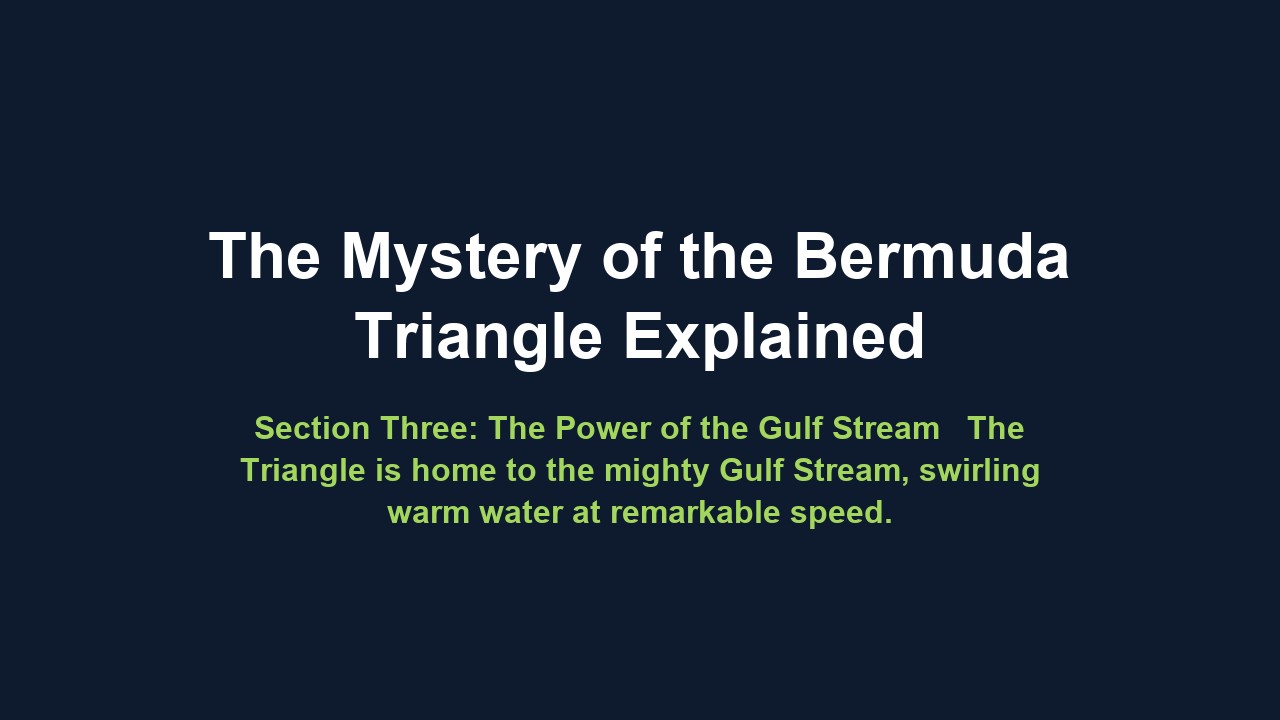 The Mystery of the Bermuda
Triangle Explained
Section Three: The Power of the Gulf Stream   The
Triangle is home to the mighty Gulf Stream, swirling
warm water at remarkable speed.